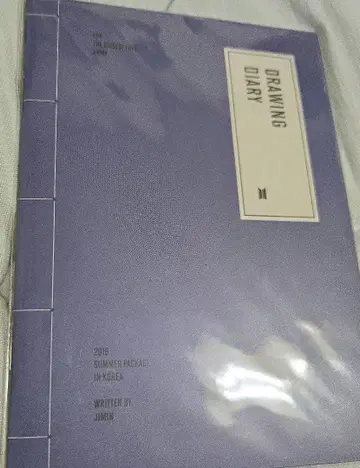 DRAWING
DIARY
2019
SUMMER PACKAGE
IN KOREA
WRITTEN BY
JIMIN